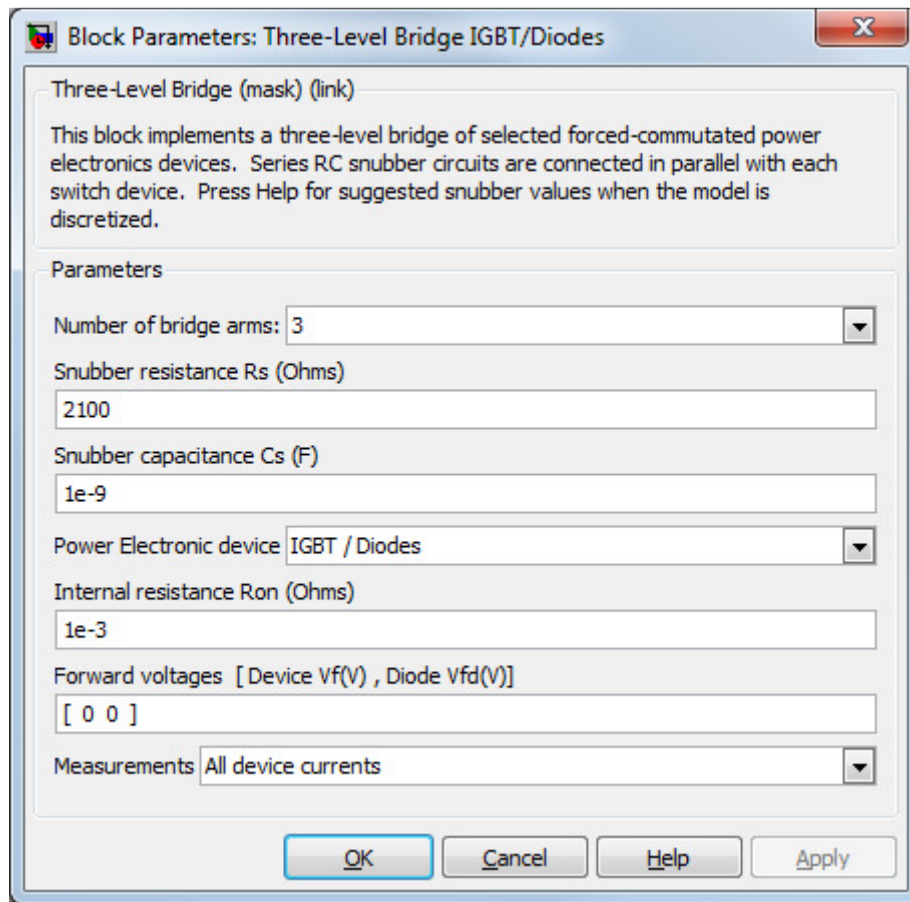 Block Parameters: Three-Level Bridge IGBT/Diodes
Three-Level Bridge (mask) (link)
This block implements a three-level bridge of selected forced-commutated power
electronics devices.  Series RC snubber circuits are connected in parallel with each
switch device.  Press Help for suggested snubber values when the model is
discretized.
Parameters
Number of bridge arms: 3
Snubber resistance Rs (Ohms)
2100
Snubber capacitance Cs (F)
1e-9
Power Electronic device IGBT / Diodes
Internal resistance Ron (Ohms)
1e-3
Forward voltages  [ Device Vf(V) , Diode Vfd(V)]
[ 0 0 ]
Measurements All device currents
OK Cancel Help Apply